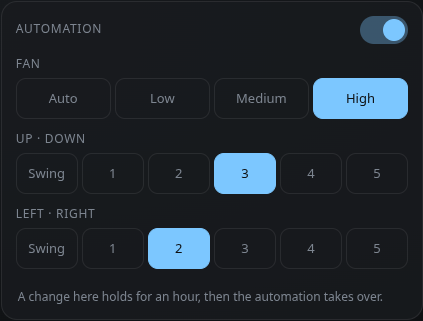 AUTOMATION
FAN
Auto Low Medium High
UP · DOWN
Swing 1 2 3 4 5
LEFT · RIGHT
Swing 1 2 3 4 5
A change here holds for an hour, then the automation takes over.